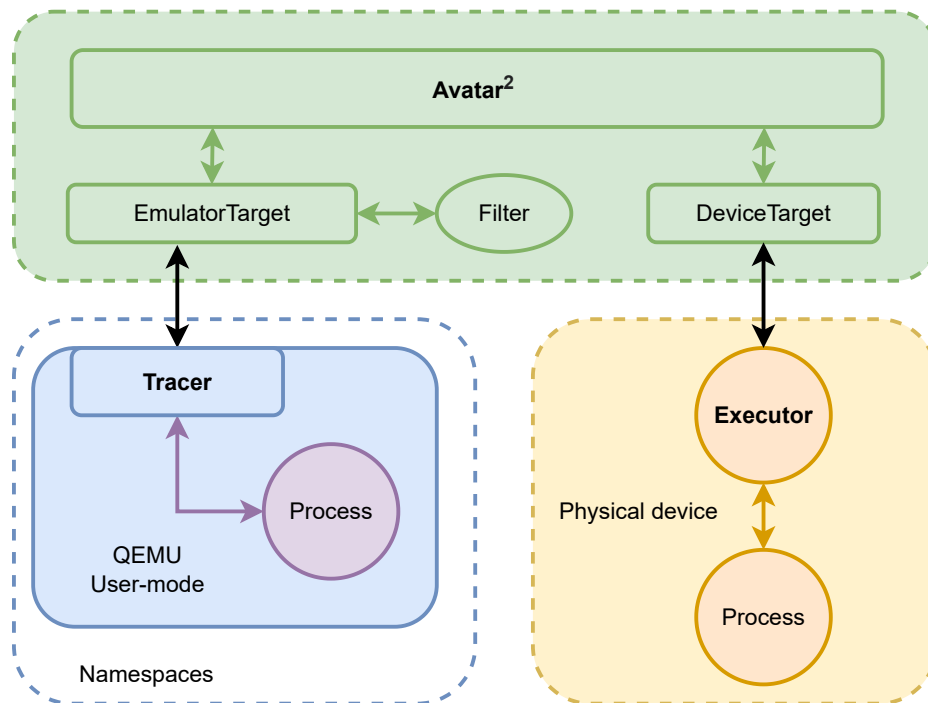 Avatar²
EmulatorTarget
Filter
DeviceTarget
Tracer
Executor
Process
Physical device
QEMU
User-mode
Process
Namespaces